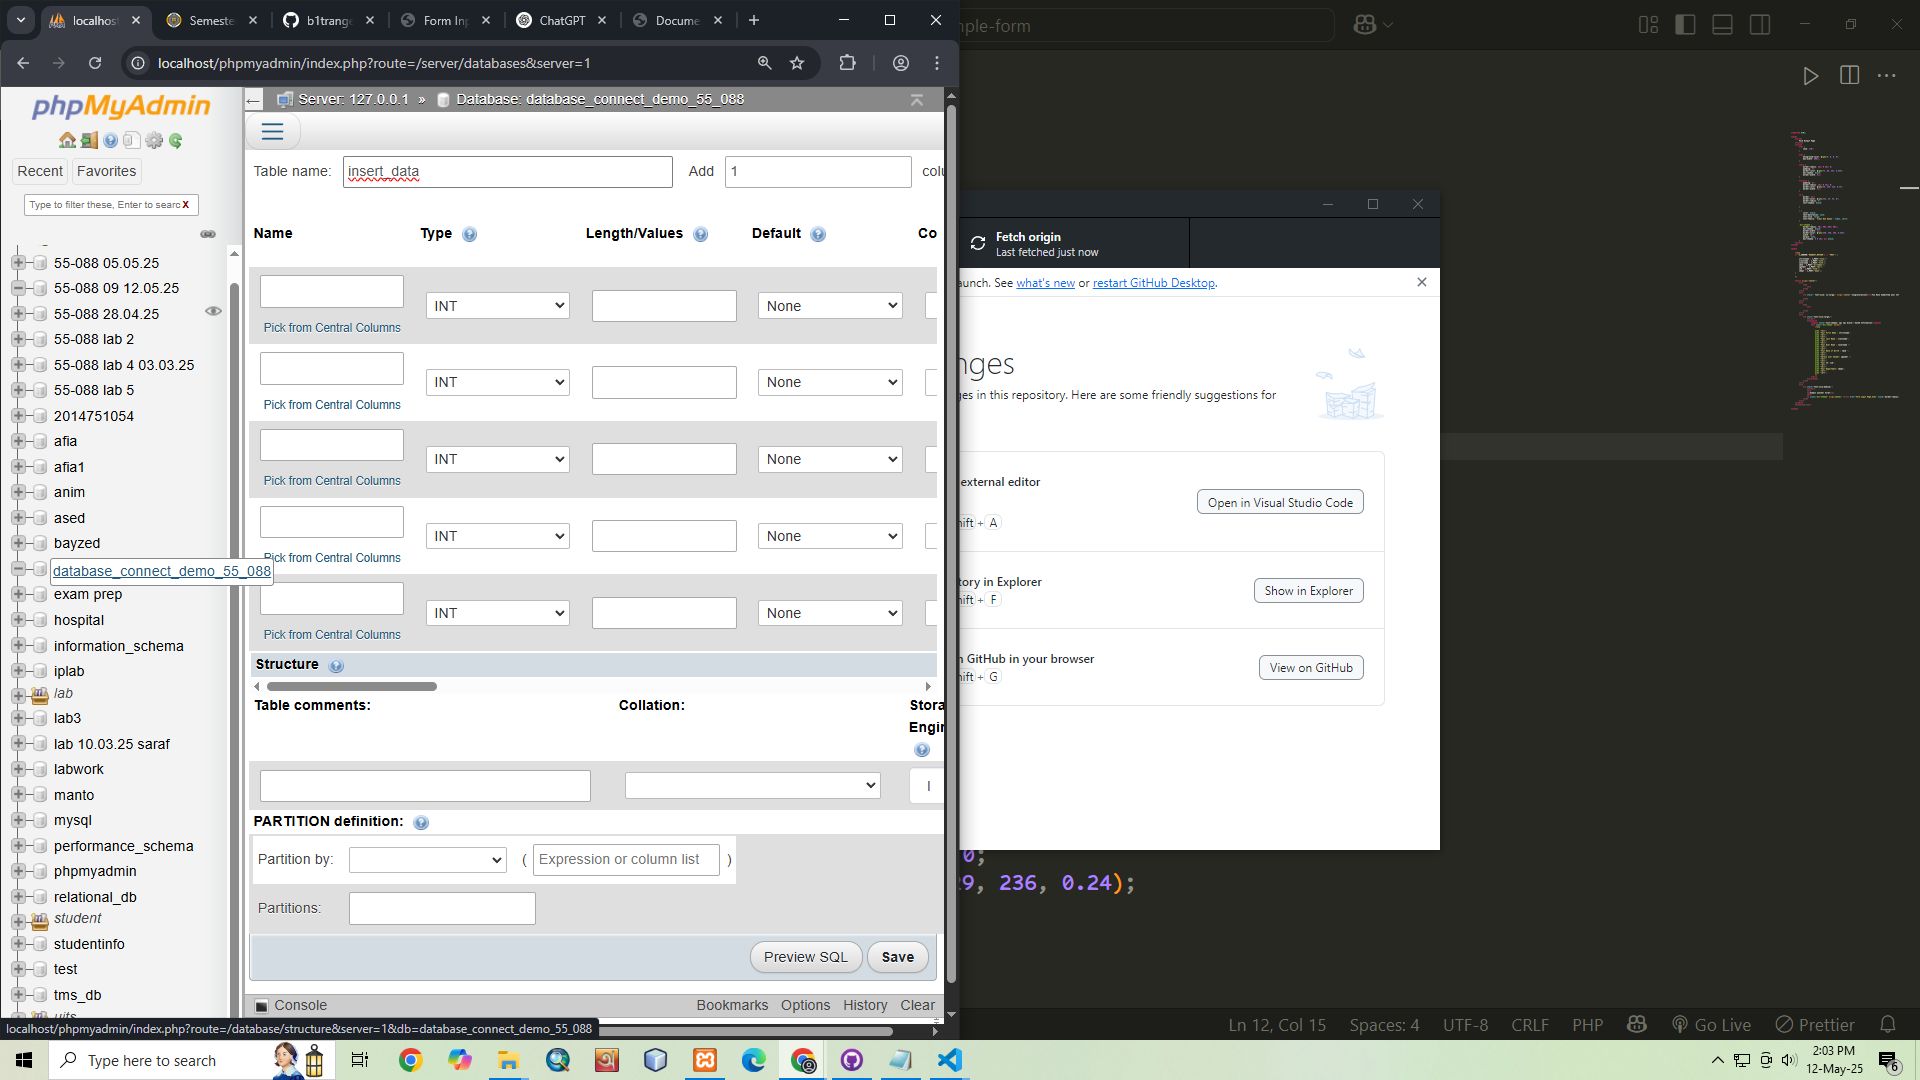 localhos
Semeste
b1trange
Form Inp
ChatGPT
Docume
localhost/phpmyadmin/index.php?route=/server/databases&server=1
phpMyAdmin
Recent
Favorites
Type to filter these, Enter to searc X
55-088 05.05.25
55-088 09 12.05.25
55-088 28.04.25
55-088 lab 2
55-088 lab 4 03.03.25
55-088 lab 5
2014751054
afia
afia1
anim
ased
bayzed
database_connect_demo_55_088
exam prep
hospital
information_schema
iplab
lab
lab3
lab 10.03.25 saraf
labwork
manto
mysql
performance_schema
phpmyadmin
relational_db
student
studentinfo
test
tms_db
uits
localhost/phpmyadmin/index.php?route=/database/structure&server=1&db=database_connect_demo_55_088
Server: 127.0.0.1 » Database: database_connect_demo_55_088
Table name: insert_data Add 1 colu
Name Type Length/Values Default Co
INT None
Pick from Central Columns
INT None
Pick from Central Columns
INT None
Pick from Central Columns
INT None
Pick from Central Columns
INT None
Pick from Central Columns
Structure
Table comments: Collation: Stora
Engin
I
PARTITION definition:
Partition by: ( Expression or column list )
Partitions:
Preview SQL Save
Console Bookmarks Options History Clear
ple-form
Fetch origin
Last fetched just now
aunch. See what's new or restart GitHub Desktop.
nges
ges in this repository. Here are some friendly suggestions for
external editor
Open in Visual Studio Code
hift + A
tory in Explorer
Show in Explorer
hift + F
n GitHub in your browser
View on GitHub
hift + G
0;
29, 236, 0.24);
Ln 12, Col 15 Spaces: 4 UTF-8 CRLF PHP Go Live Prettier
Type here to search
2:03 PM
12-May-25
6